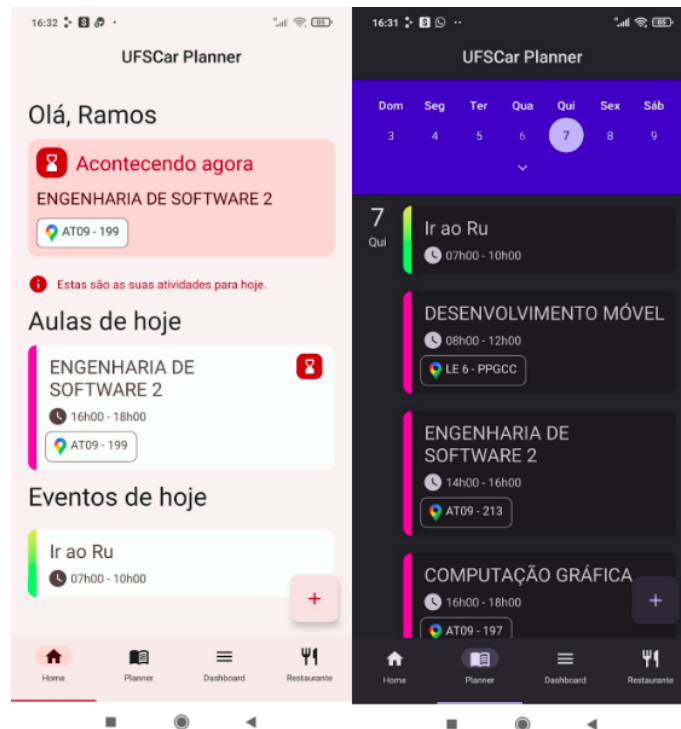 16:32
UFSCar Planner
Olá, Ramos
Acontecendo agora
ENGENHARIA DE SOFTWARE 2
AT09 - 199
Estas são as suas atividades para hoje.
Aulas de hoje
ENGENHARIA DE
SOFTWARE 2
16h00 - 18h00
AT09 - 199
Eventos de hoje
Ir ao Ru
07h00 - 10h00
+
Home Planner Dashboard Restaurante
16:31
UFSCar Planner
Dom Seg Ter Qua Qui Sex Sáb
3 4 5 6 7 8 9
7
Qui
Ir ao Ru
07h00 - 10h00
DESENVOLVIMENTO MÓVEL
08h00 - 12h00
LE 6 - PPGCC
ENGENHARIA DE
SOFTWARE 2
14h00 - 16h00
AT09 - 213
COMPUTAÇÃO GRÁFICA
16h00 - 18h00
+
AT09 - 197
Home Planner Dashboard Restaurante